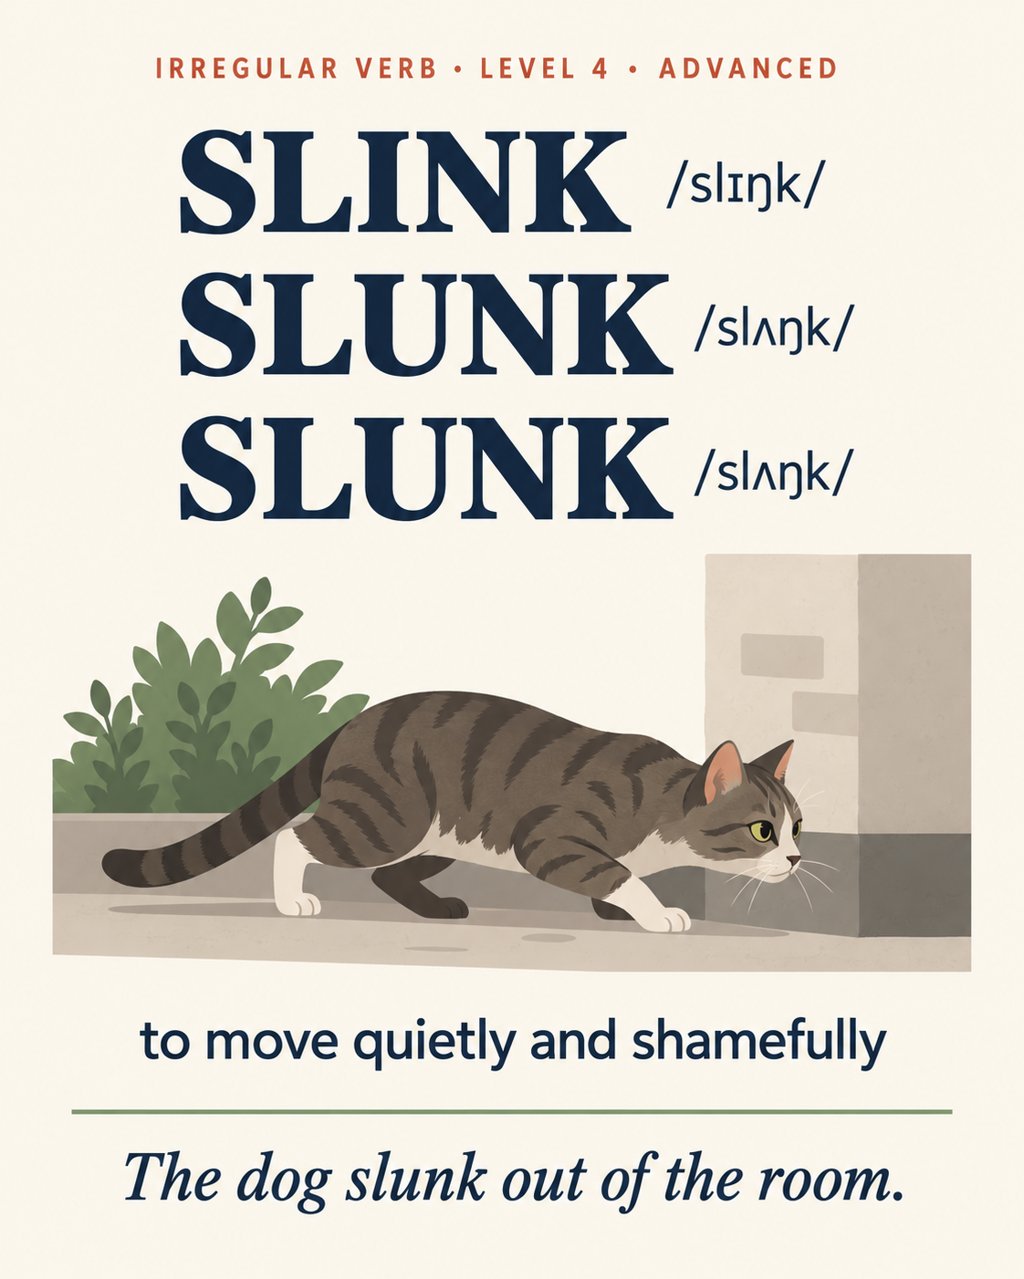 IRREGULAR VERB • LEVEL 4 • ADVANCED
SLINK /slɪŋk/
SLUNK /slʌŋk/
SLUNK /slʌŋk/
to move quietly and shamefully
The dog slunk out of the room.